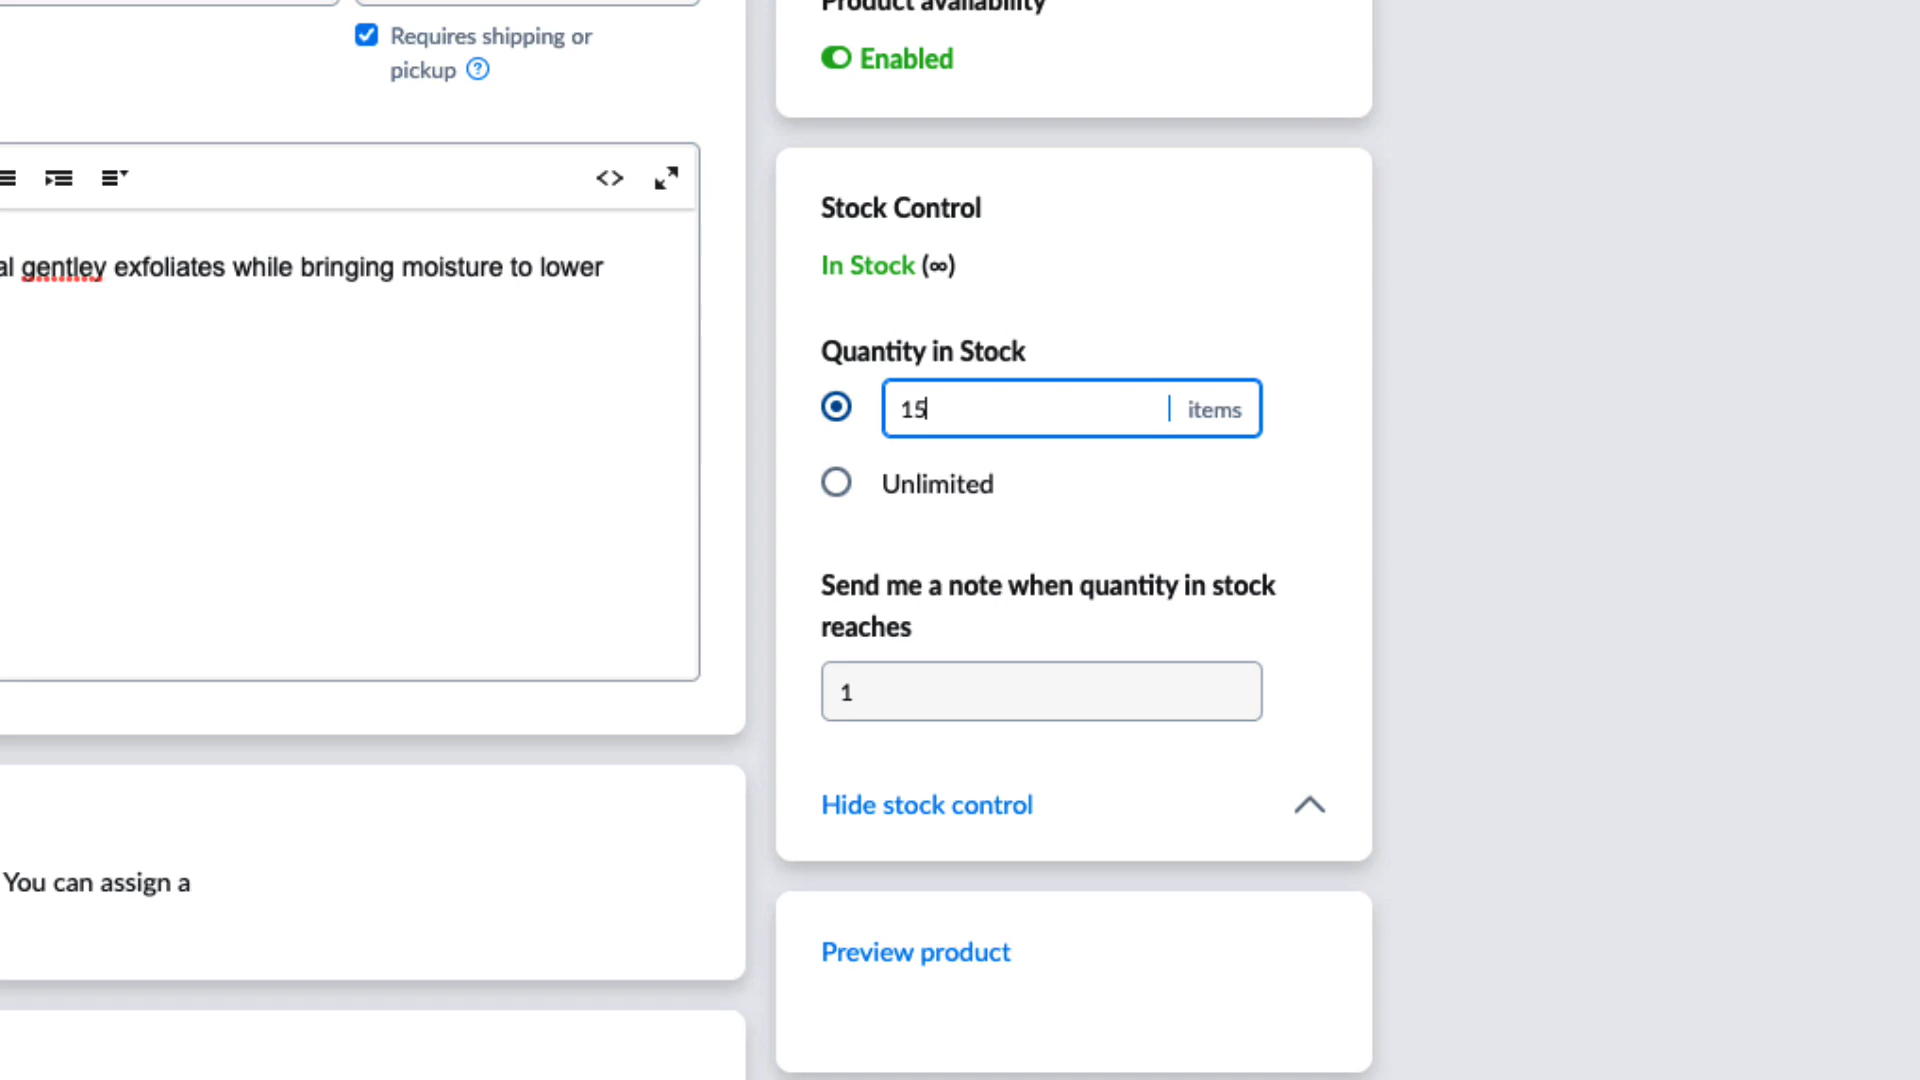 Product availability
Requires shipping or
pickup ?
Enabled
Stock Control
al gentley exfoliates while bringing moisture to lower
In Stock (∞)
Quantity in Stock
15 items
Unlimited
Send me a note when quantity in stock
reaches
1
Hide stock control
You can assign a
Preview product